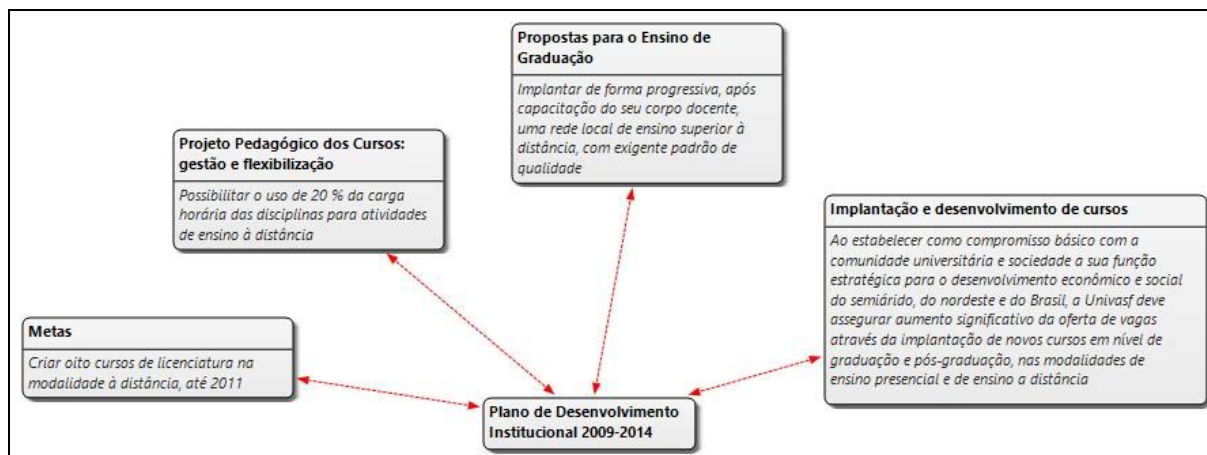 Propostas para o Ensino de
Graduação
Implantar de forma progressiva, após
capacitação do seu corpo docente,
uma rede local de ensino superior à
distância, com exigente padrão de
qualidade
Projeto Pedagógico dos Cursos:
gestão e flexibilização
Possibilitar o uso de 20 % da carga
horária das disciplinas para atividades
de ensino à distância
Implantação e desenvolvimento de cursos
Ao estabelecer como compromisso básico com a
comunidade universitária e sociedade a sua função
estratégica para o desenvolvimento econômico e social
do semiárido, do nordeste e do Brasil, a Univasf deve
assegurar aumento significativo da oferta de vagas
através da implantação de novos cursos em nível de
graduação e pós-graduação, nas modalidades de
ensino presencial e de ensino a distância
Metas
Criar oito cursos de licenciatura na
modalidade à distância, até 2011
Plano de Desenvolvimento
Institucional 2009-2014